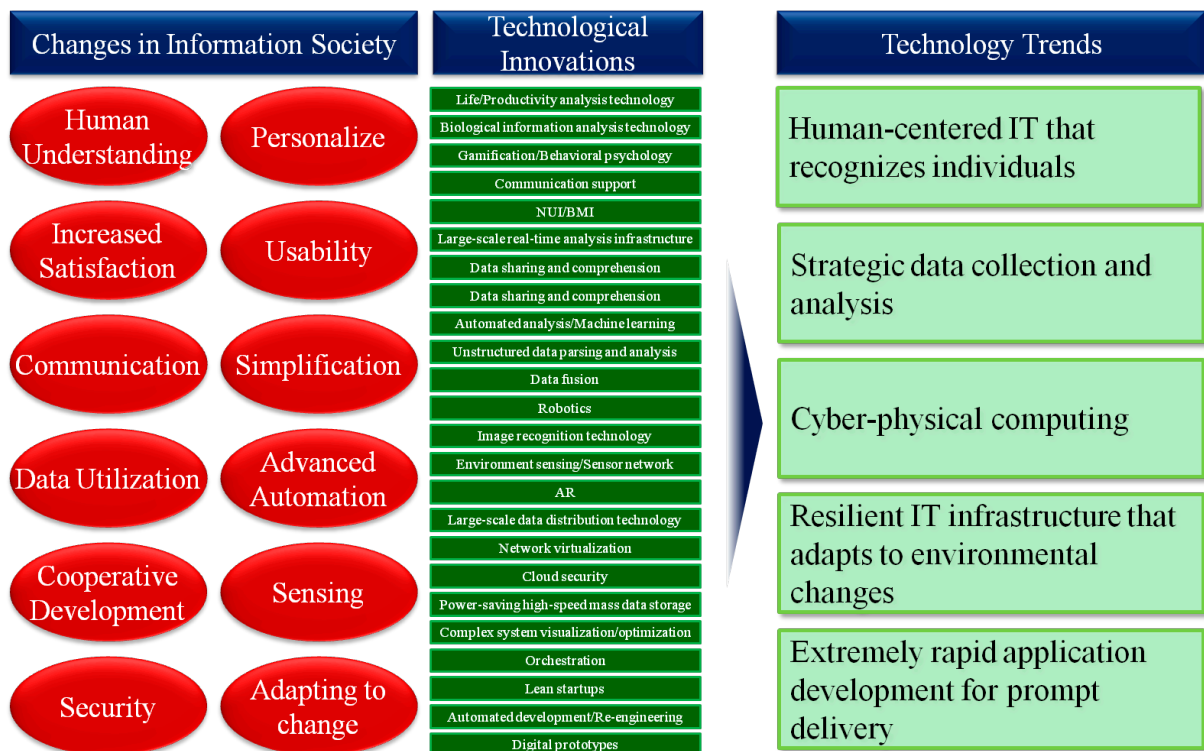 Changes in Information Society
Human
Understanding
Personalize
Increased
Satisfaction
Usability
Communication
Simplification
Data Utilization
Advanced
Automation
Cooperative
Development
Sensing
Security
Adapting to
change
Technological
Innovations
Life/Productivity analysis technology
Biological information analysis technology
Gamification/Behavioral psychology
Communication support
NUI/BMI
Large-scale real-time analysis infrastructure
Data sharing and comprehension
Data sharing and comprehension
Automated analysis/Machine learning
Unstructured data parsing and analysis
Data fusion
Robotics
Image recognition technology
Environment sensing/Sensor network
AR
Large-scale data distribution technology
Network virtualization
Cloud security
Power-saving high-speed mass data storage
Complex system visualization/optimization
Orchestration
Lean startups
Automated development/Re-engineering
Digital prototypes
Technology Trends
Human-centered IT that
recognizes individuals
Strategic data collection and
analysis
Cyber-physical computing
Resilient IT infrastructure that
adapts to environmental
changes
Extremely rapid application
development for prompt
delivery